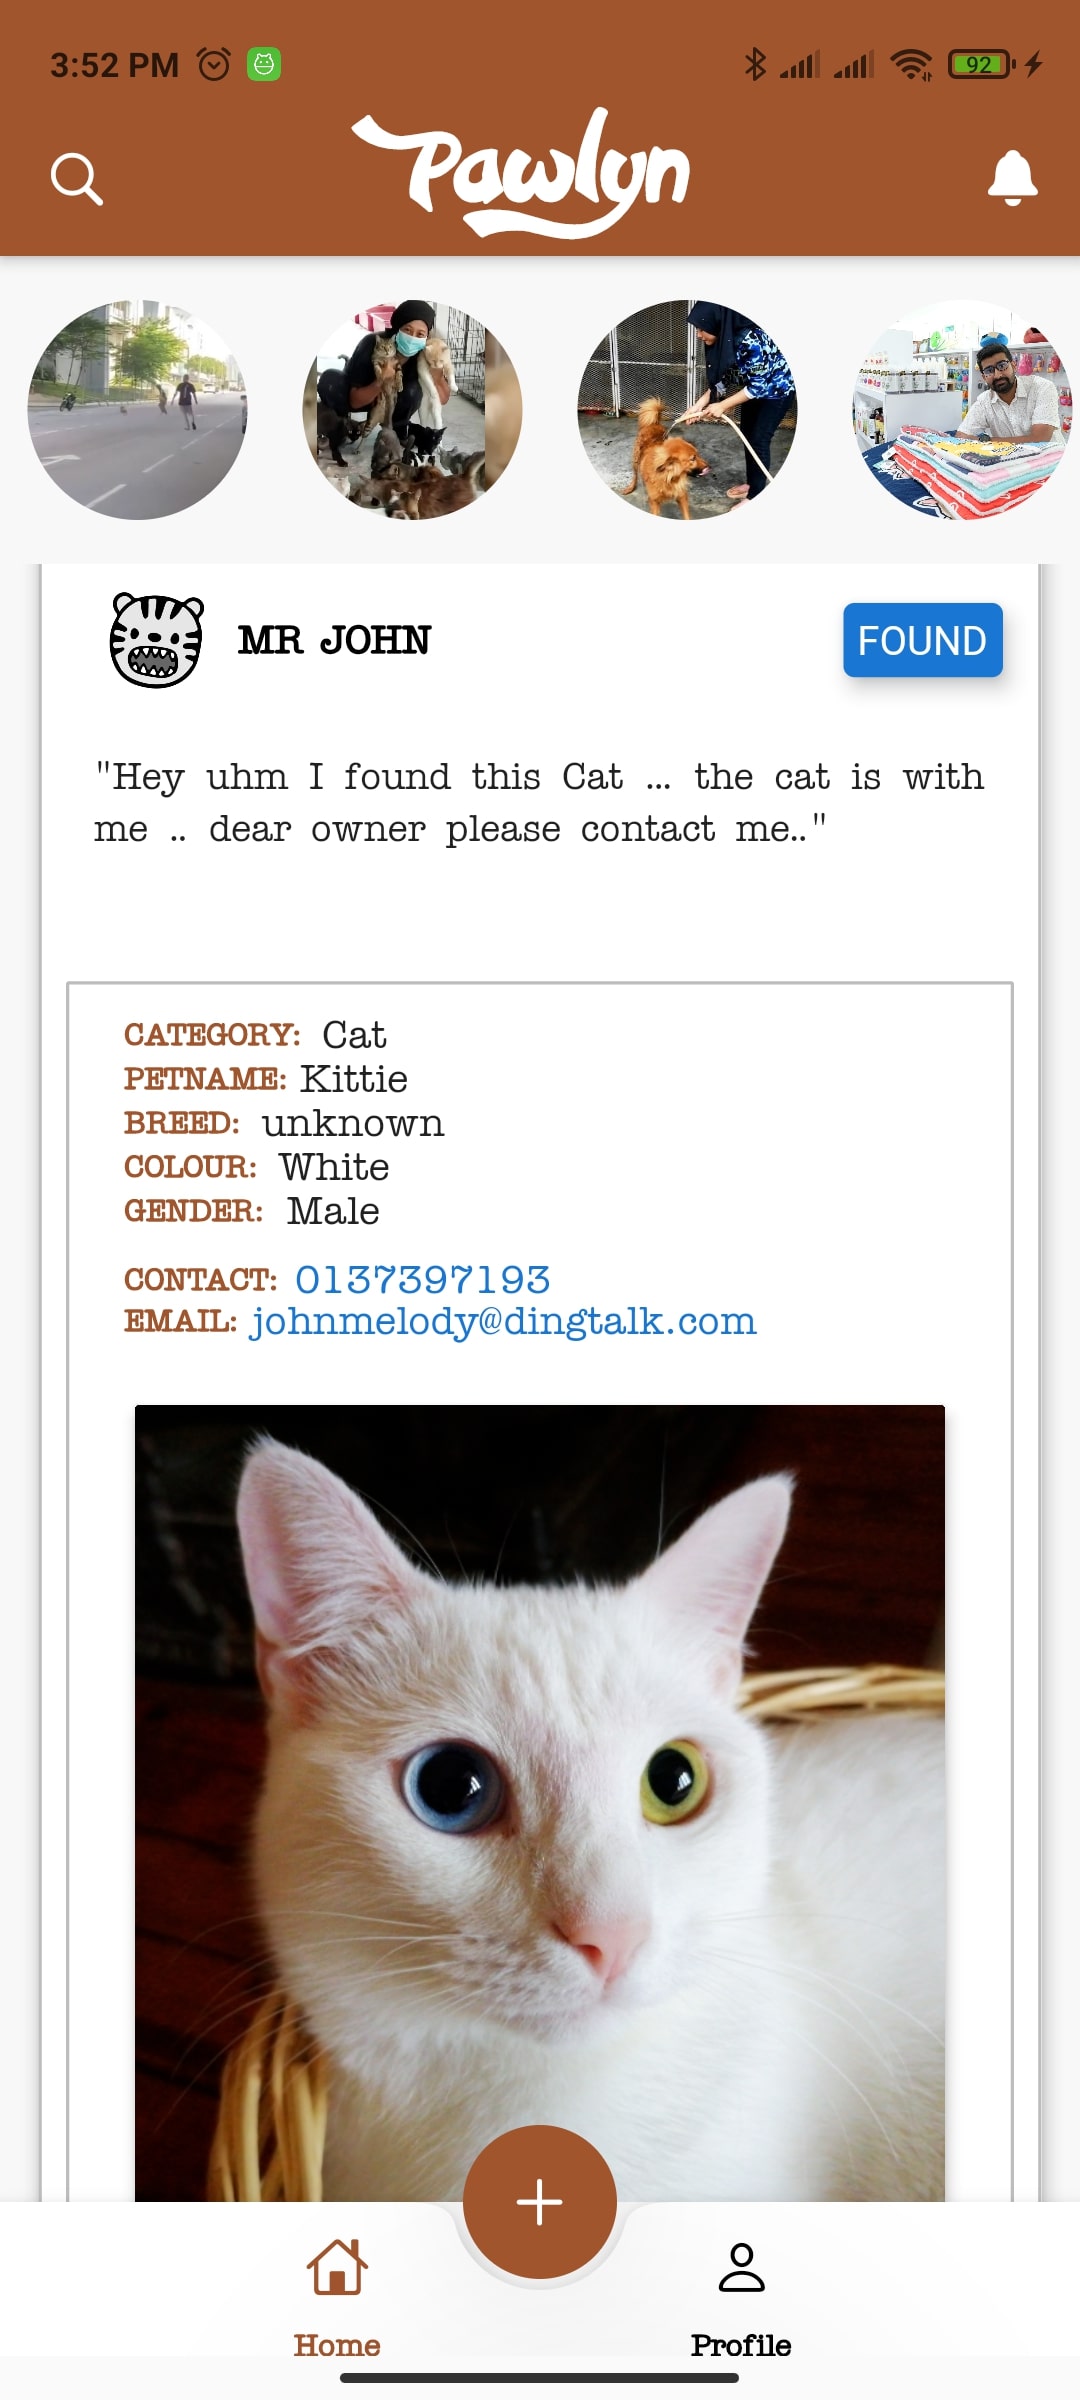 3:52 PM
92
Pawlyn
MR JOHN
FOUND
"Hey uhm I found this Cat ... the cat is with
me .. dear owner please contact me.."
CATEGORY: Cat
PETNAME: Kittie
BREED: unknown
COLOUR: White
GENDER: Male
CONTACT: 0137397193
EMAIL: johnmelody@dingtalk.com
Home
Profile